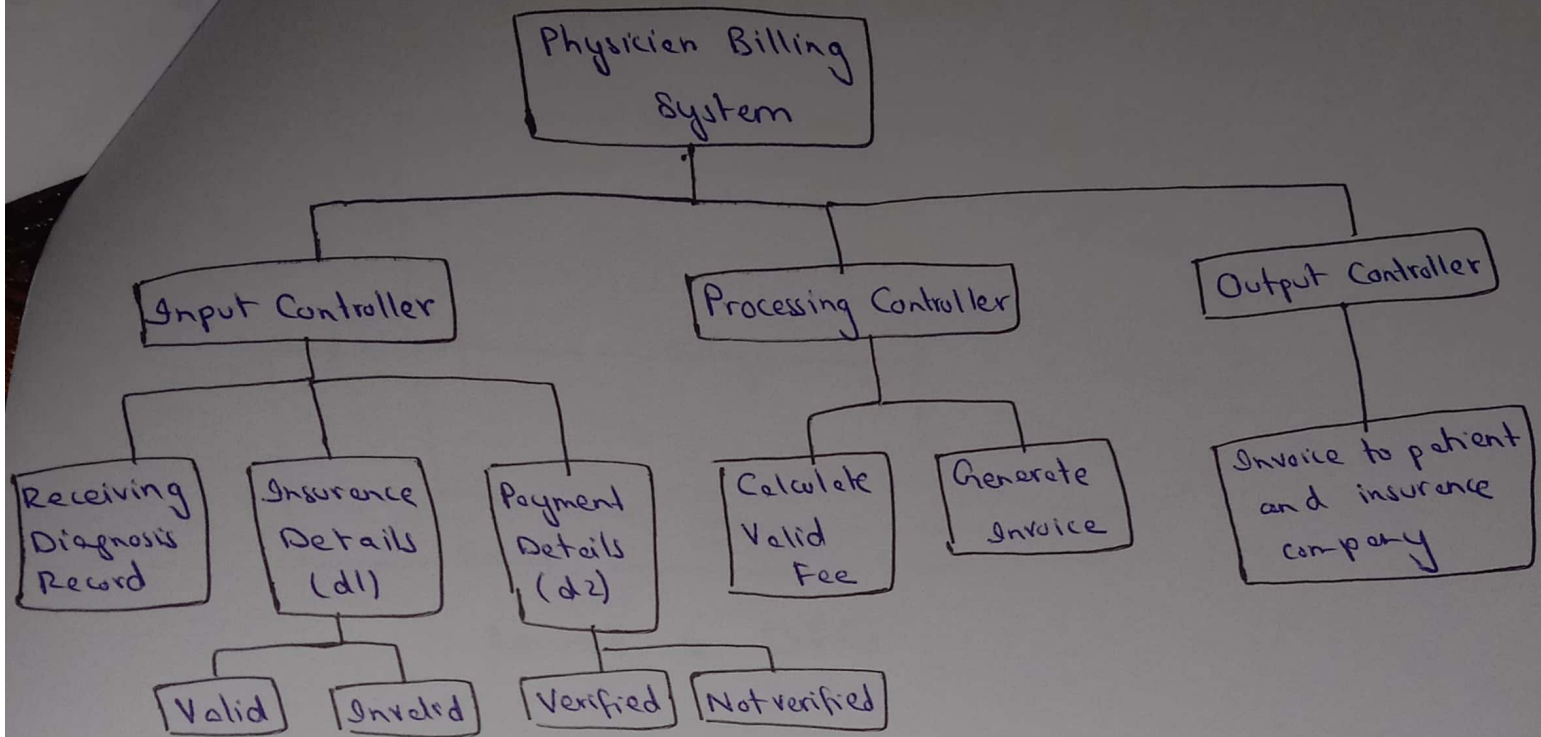 Physician Billing
System
Input Controller
Processing Controller
Output Controller
Receiving
Diagnosis
Record
Insurance
Details
(d1)
Payment
Details
(d2)
Calculate
Valid
Fee
Generate
Invoice
Invoice to patient
and insurance
company
Valid
Invalid
Verified
Not verified